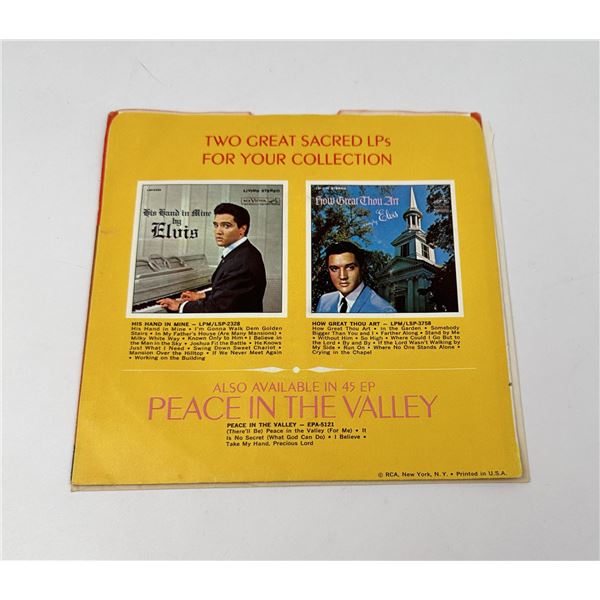 TWO GREAT SACRED LPs
FOR YOUR COLLECTION
LIVING STEREO
His Hand in Mine
by
Elvis
RCA VICTOR
How Great Thou Art
Elvis
HIS HAND IN MINE — LPM/LSP-2328
His Hand in Mine • I'm Gonna Walk Dem Golden
Stairs • In My Father's House (Are Many Mansions) •
Milky White Way • Known Only to Him • I Believe in
the Man in the Sky • Joshua Fit the Battle • He Knows
Just What I Need • Swing Down Sweet Chariot •
Mansion Over the Hilltop • If We Never Meet Again
• Working on the Building
HOW GREAT THOU ART — LPM/LSP-3758
How Great Thou Art • in the Garden • Somebody
Bigger Than You and I • Farther Along • Stand by Me
• Without Him • So High • Where Could I Go But to
the Lord • By and By • If the Lord Wasn't Walking by
My Side • Run On • Where No One Stands Alone •
Crying in the Chapel
ALSO AVAILABLE IN 45 EP
PEACE IN THE VALLEY
PEACE IN THE VALLEY — EPA-5121
(There'll Be) Peace in the Valley (For Me) • It
Is No Secret (What God Can Do) • I Believe •
Take My Hand, Precious Lord
© RCA, New York, N. Y. • Printed in U.S.A.